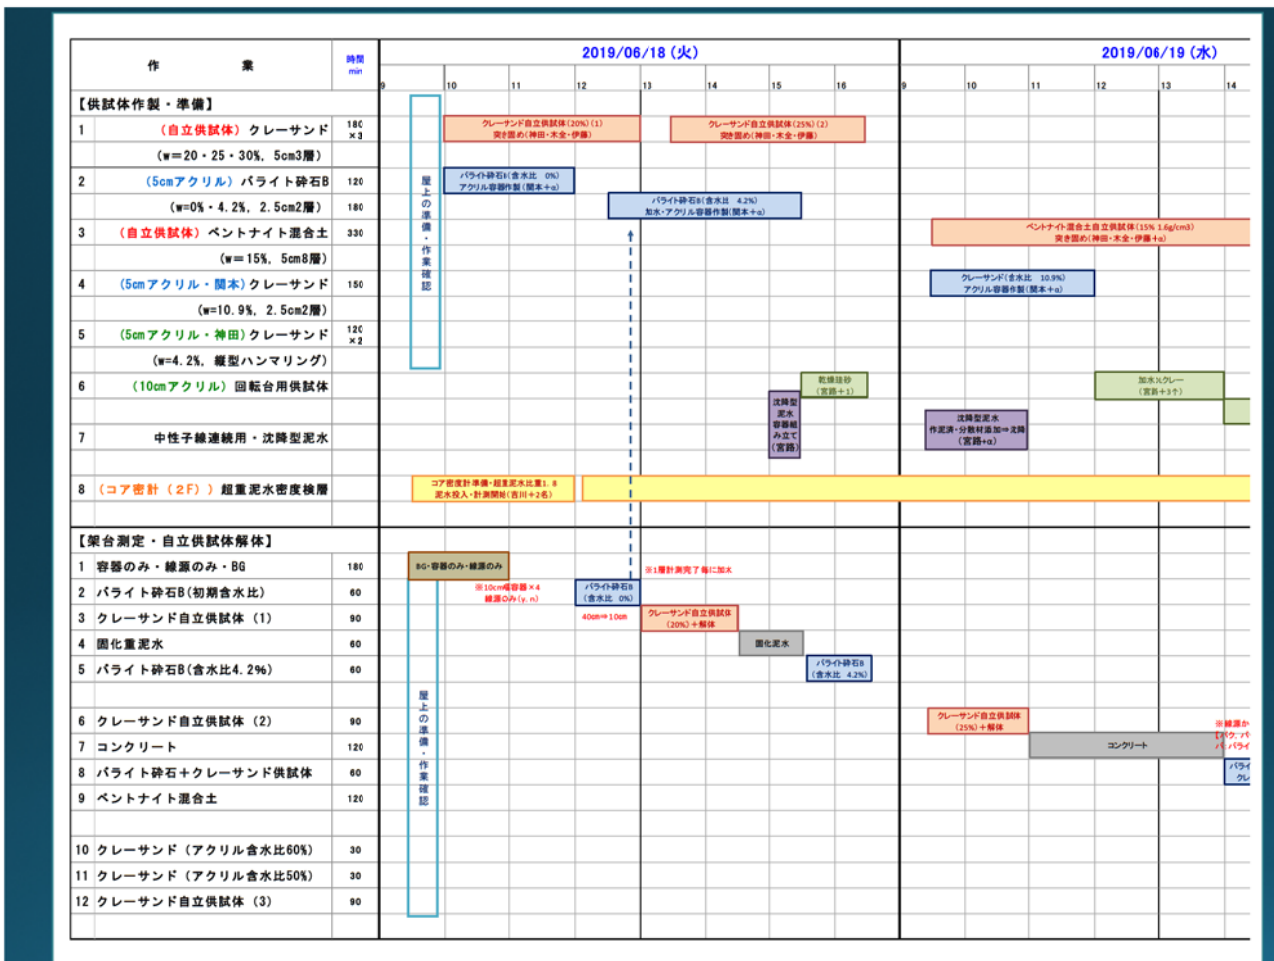 作 業
時間
min
2019/06/18 (火)
2019/06/19 (水)
9 10 11 12 13 14 15 16 9 10 11 12 13 14
【供試体作製・準備】
1 (自立供試体) クレーサンド 180 ×3
(w=20・25・30%, 5cm3層)
2 (5cmアクリル) バライト砕石B 120
(w=0%・4.2%, 2.5cm2層) 180
3 (自立供試体) ベントナイト混合土 330
(w=15%, 5cm8層)
4 (5cmアクリル・関本) クレーサンド 150
(w=10.9%, 2.5cm2層)
5 (5cmアクリル・神田) クレーサンド 120 ×2
(w=4.2%, 縦型ハンマリング)
6 (10cmアクリル) 回転台用供試体
7 中性子線連続用・沈降型泥水
8 (コア密計(2F)) 超重泥水密度検層
屋上の準備・作業確認
クレーサンド自立供試体(20%)(1)
突き固め(神田・木全・伊藤)
クレーサンド自立供試体(25%)(2)
突き固め(神田・木全・伊藤)
バライト砕石B(含水比 0%)
アクリル容器作製(関本+α)
バライト砕石B(含水比 4.2%)
加水・アクリル容器作製(関本+α)
ベントナイト混合土自立供試体(15% 1.6g/cm3)
突き固め(神田・木全・伊藤+α)
クレーサンド(含水比 10.9%)
アクリル容器作製(関本+α)
乾燥硅砂
(宮路+1)
沈降型
泥水
容器組
み立て
(宮路)
クレー
沈降型泥水
作泥済・分散材添加⇒沈降
(宮路+α)
コア密度計準備・超重泥水比重1.8
泥水投入・計測開始(吉川+2名)
【架台測定・自立供試体解体】
1 容器のみ・線源のみ・BG 180
2 バライト砕石B(初期含水比) 60
3 クレーサンド自立供試体 (1) 90
4 固化重泥水 60
5 バライト砕石B(含水比4.2%) 60
6 クレーサンド自立供試体 (2) 90
7 コンクリート 120
8 バライト砕石+クレーサンド供試体 60
9 ベントナイト混合土 120
10 クレーサンド (アクリル含水比60%) 30
11 クレーサンド (アクリル含水比50%) 30
12 クレーサンド自立供試体 (3) 90
屋上の準備・作業確認
BG・容器のみ・線源のみ
※10cm幅容器×4
線源のみ(y, n)
バライト砕石B
(含水比 0%)
※1層計測完了毎に加水
40cm⇒10cm
クレーサンド自立供試体
(20%)+解体
固化泥水
バライト砕石B
(含水比 4.2%)
クレーサンド自立供試体
(25%)+解体
コンクリート
※線源か
バライ
クレ